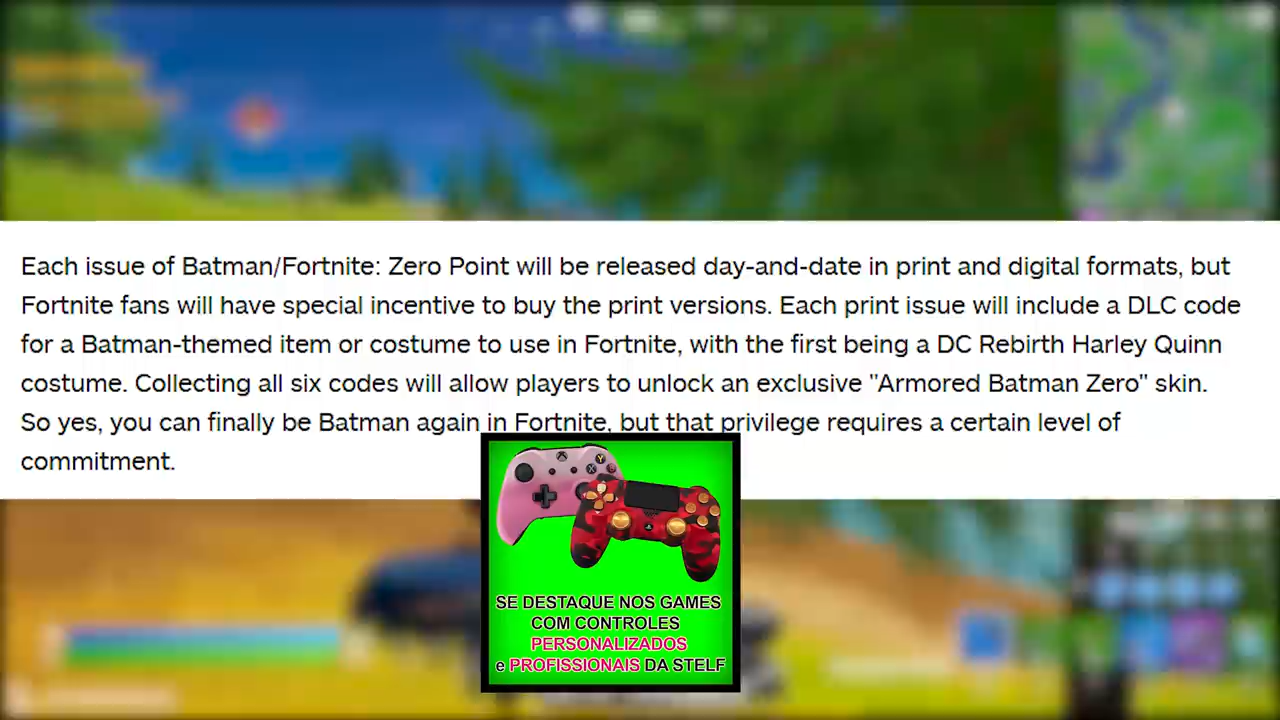 Each issue of Batman/Fortnite: Zero Point will be released day-and-date in print and digital formats, but
Fortnite fans will have special incentive to buy the print versions. Each print issue will include a DLC code
for a Batman-themed item or costume to use in Fortnite, with the first being a DC Rebirth Harley Quinn
costume. Collecting all six codes will allow players to unlock an exclusive "Armored Batman Zero" skin.
So yes, you can finally be Batman again in Fortnite, but that privilege requires a certain level of
commitment.
SE DESTAQUE NOS GAMES
COM CONTROLES
PERSONALIZADOS
e PROFISSIONAIS DA STELF